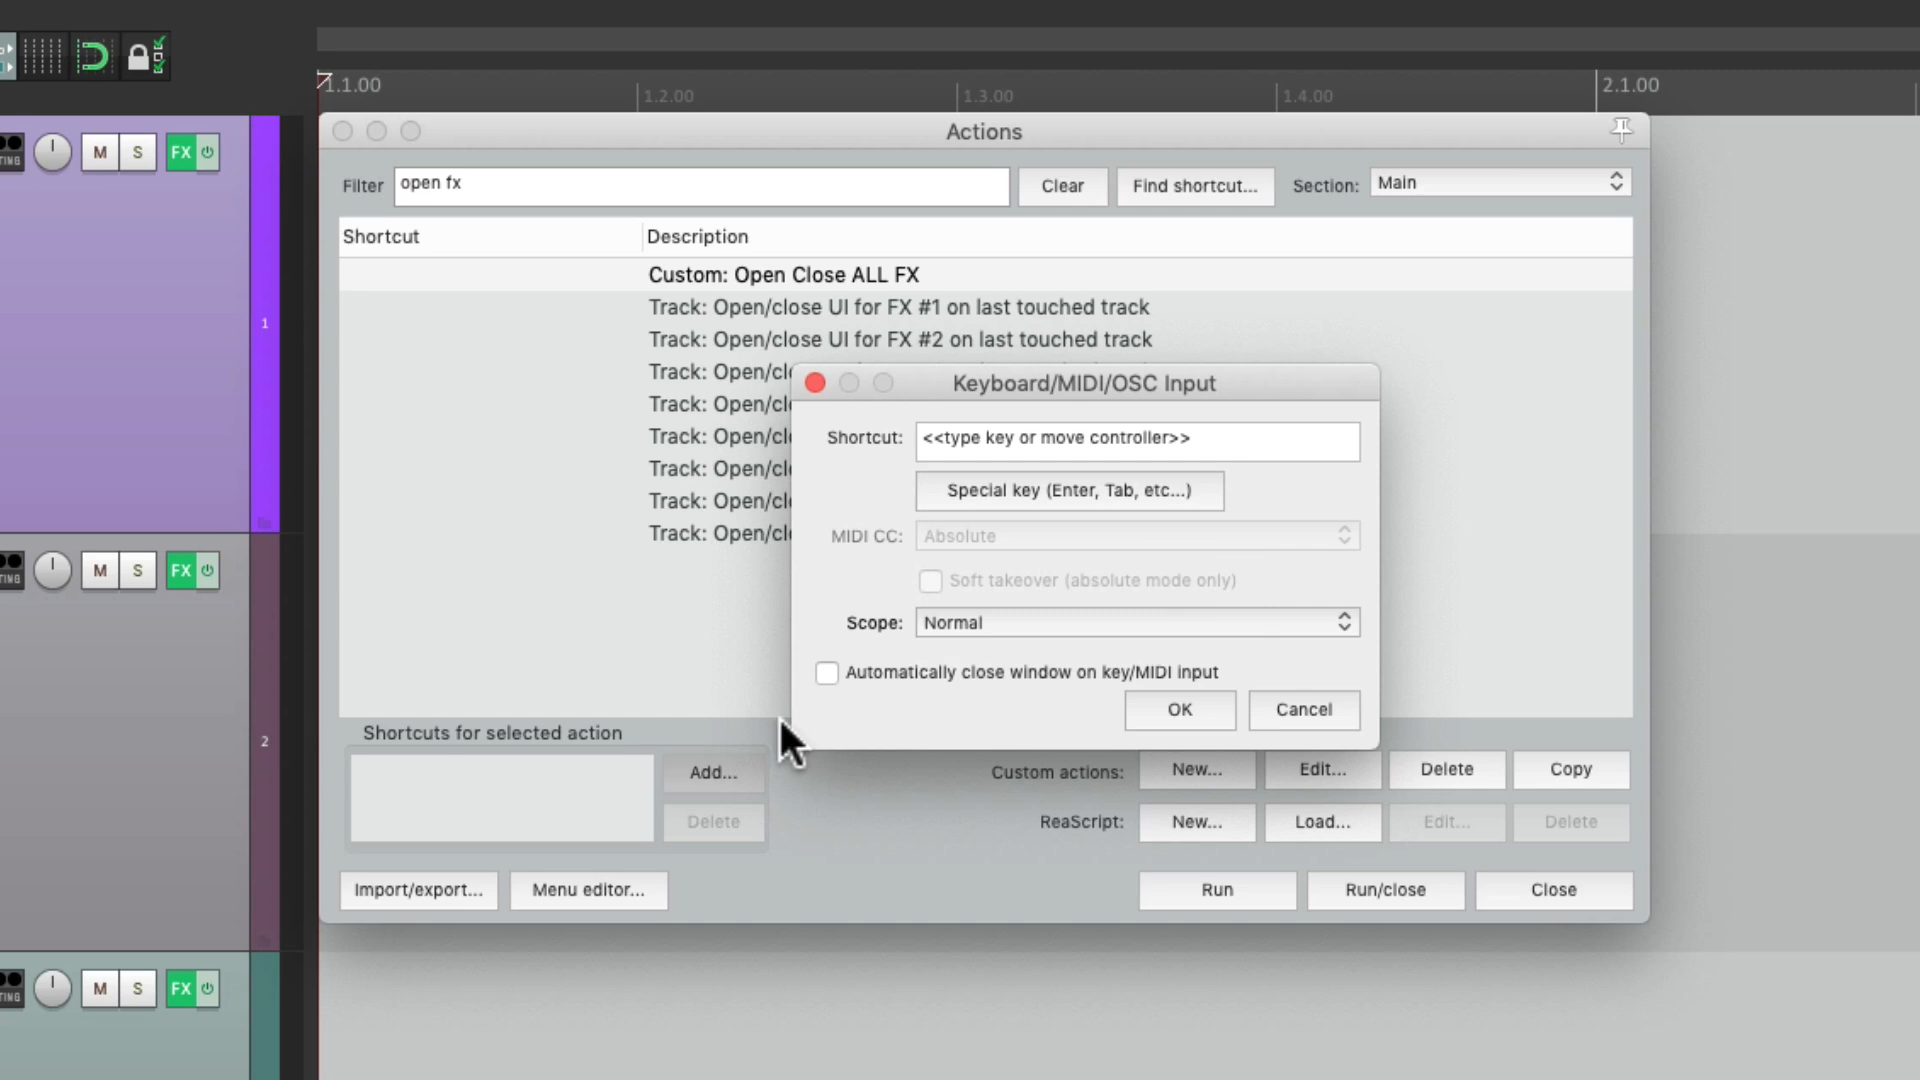 1.1.00
1.2.00
1.3.00
1.4.00
2.1.00
M S FX
1
Actions
Filter open fx Clear Find shortcut... Section: Main
Shortcut Description
Custom: Open Close ALL FX
Track: Open/close UI for FX #1 on last touched track
Track: Open/close UI for FX #2 on last touched track
Track: Open/cl
Track: Open/cl
Track: Open/cl
Track: Open/cl
Track: Open/cl
Track: Open/clo
Keyboard/MIDI/OSC Input
Shortcut: <<type key or move controller>>
Special key (Enter, Tab, etc...)
MIDI CC: Absolute
Soft takeover (absolute mode only)
Scope: Normal
Automatically close window on key/MIDI input
OK Cancel
TING M S FX
2
Shortcuts for selected action
Add...
Delete
Custom actions: New... Edit... Delete Copy
ReaScript: New... Load... Edit... Delete
Import/export... Menu editor... Run Run/close Close
TING M S FX